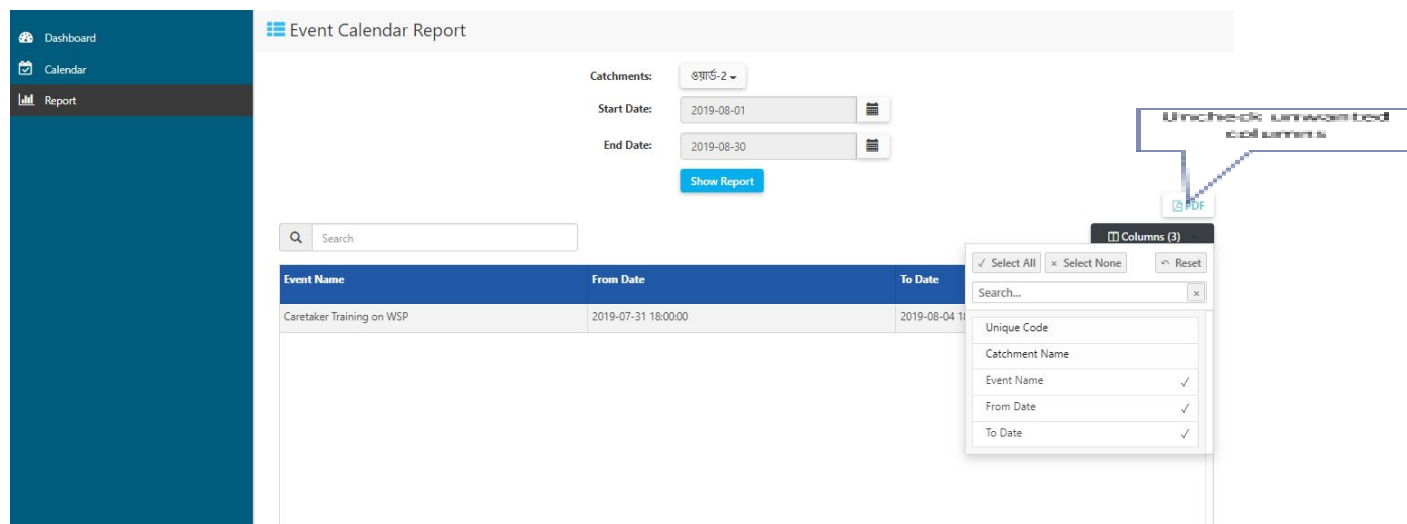 Dashboard
Calendar
Report
Event Calendar Report
Catchments: ওয়ার্ড-2
Start Date: 2019-08-01
End Date: 2019-08-30
Show Report
Uncheck unwanted
columns
PDF
Search
Columns (3)
Select All Select None Reset
Search...
Event Name From Date To Date
Caretaker Training on WSP 2019-07-31 18:00:00 2019-08-04
Unique Code
Catchment Name
Event Name
From Date
To Date